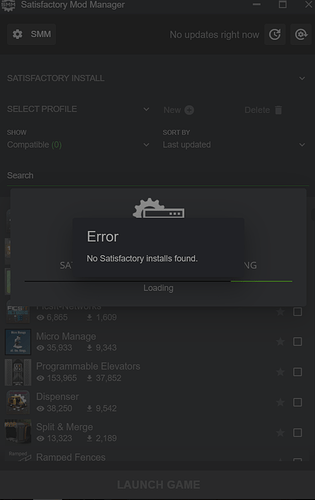 Satisfactory Mod Manager
SMM
No updates right now
SATISFACTORY INSTALL
SELECT PROFILE
New
Delete
SHOW
SORT BY
Compatible (0)
Last updated
Search
Error
No Satisfactory installs found.
SA
NG
Loading
6,865 1,609
Micro Manage
35,933 9,343
Programmable Elevators
153,965 37,852
Dispenser
38,250 9,542
Split & Merge
13,323 2,189
Ramped Fences
LAUNCH GAME